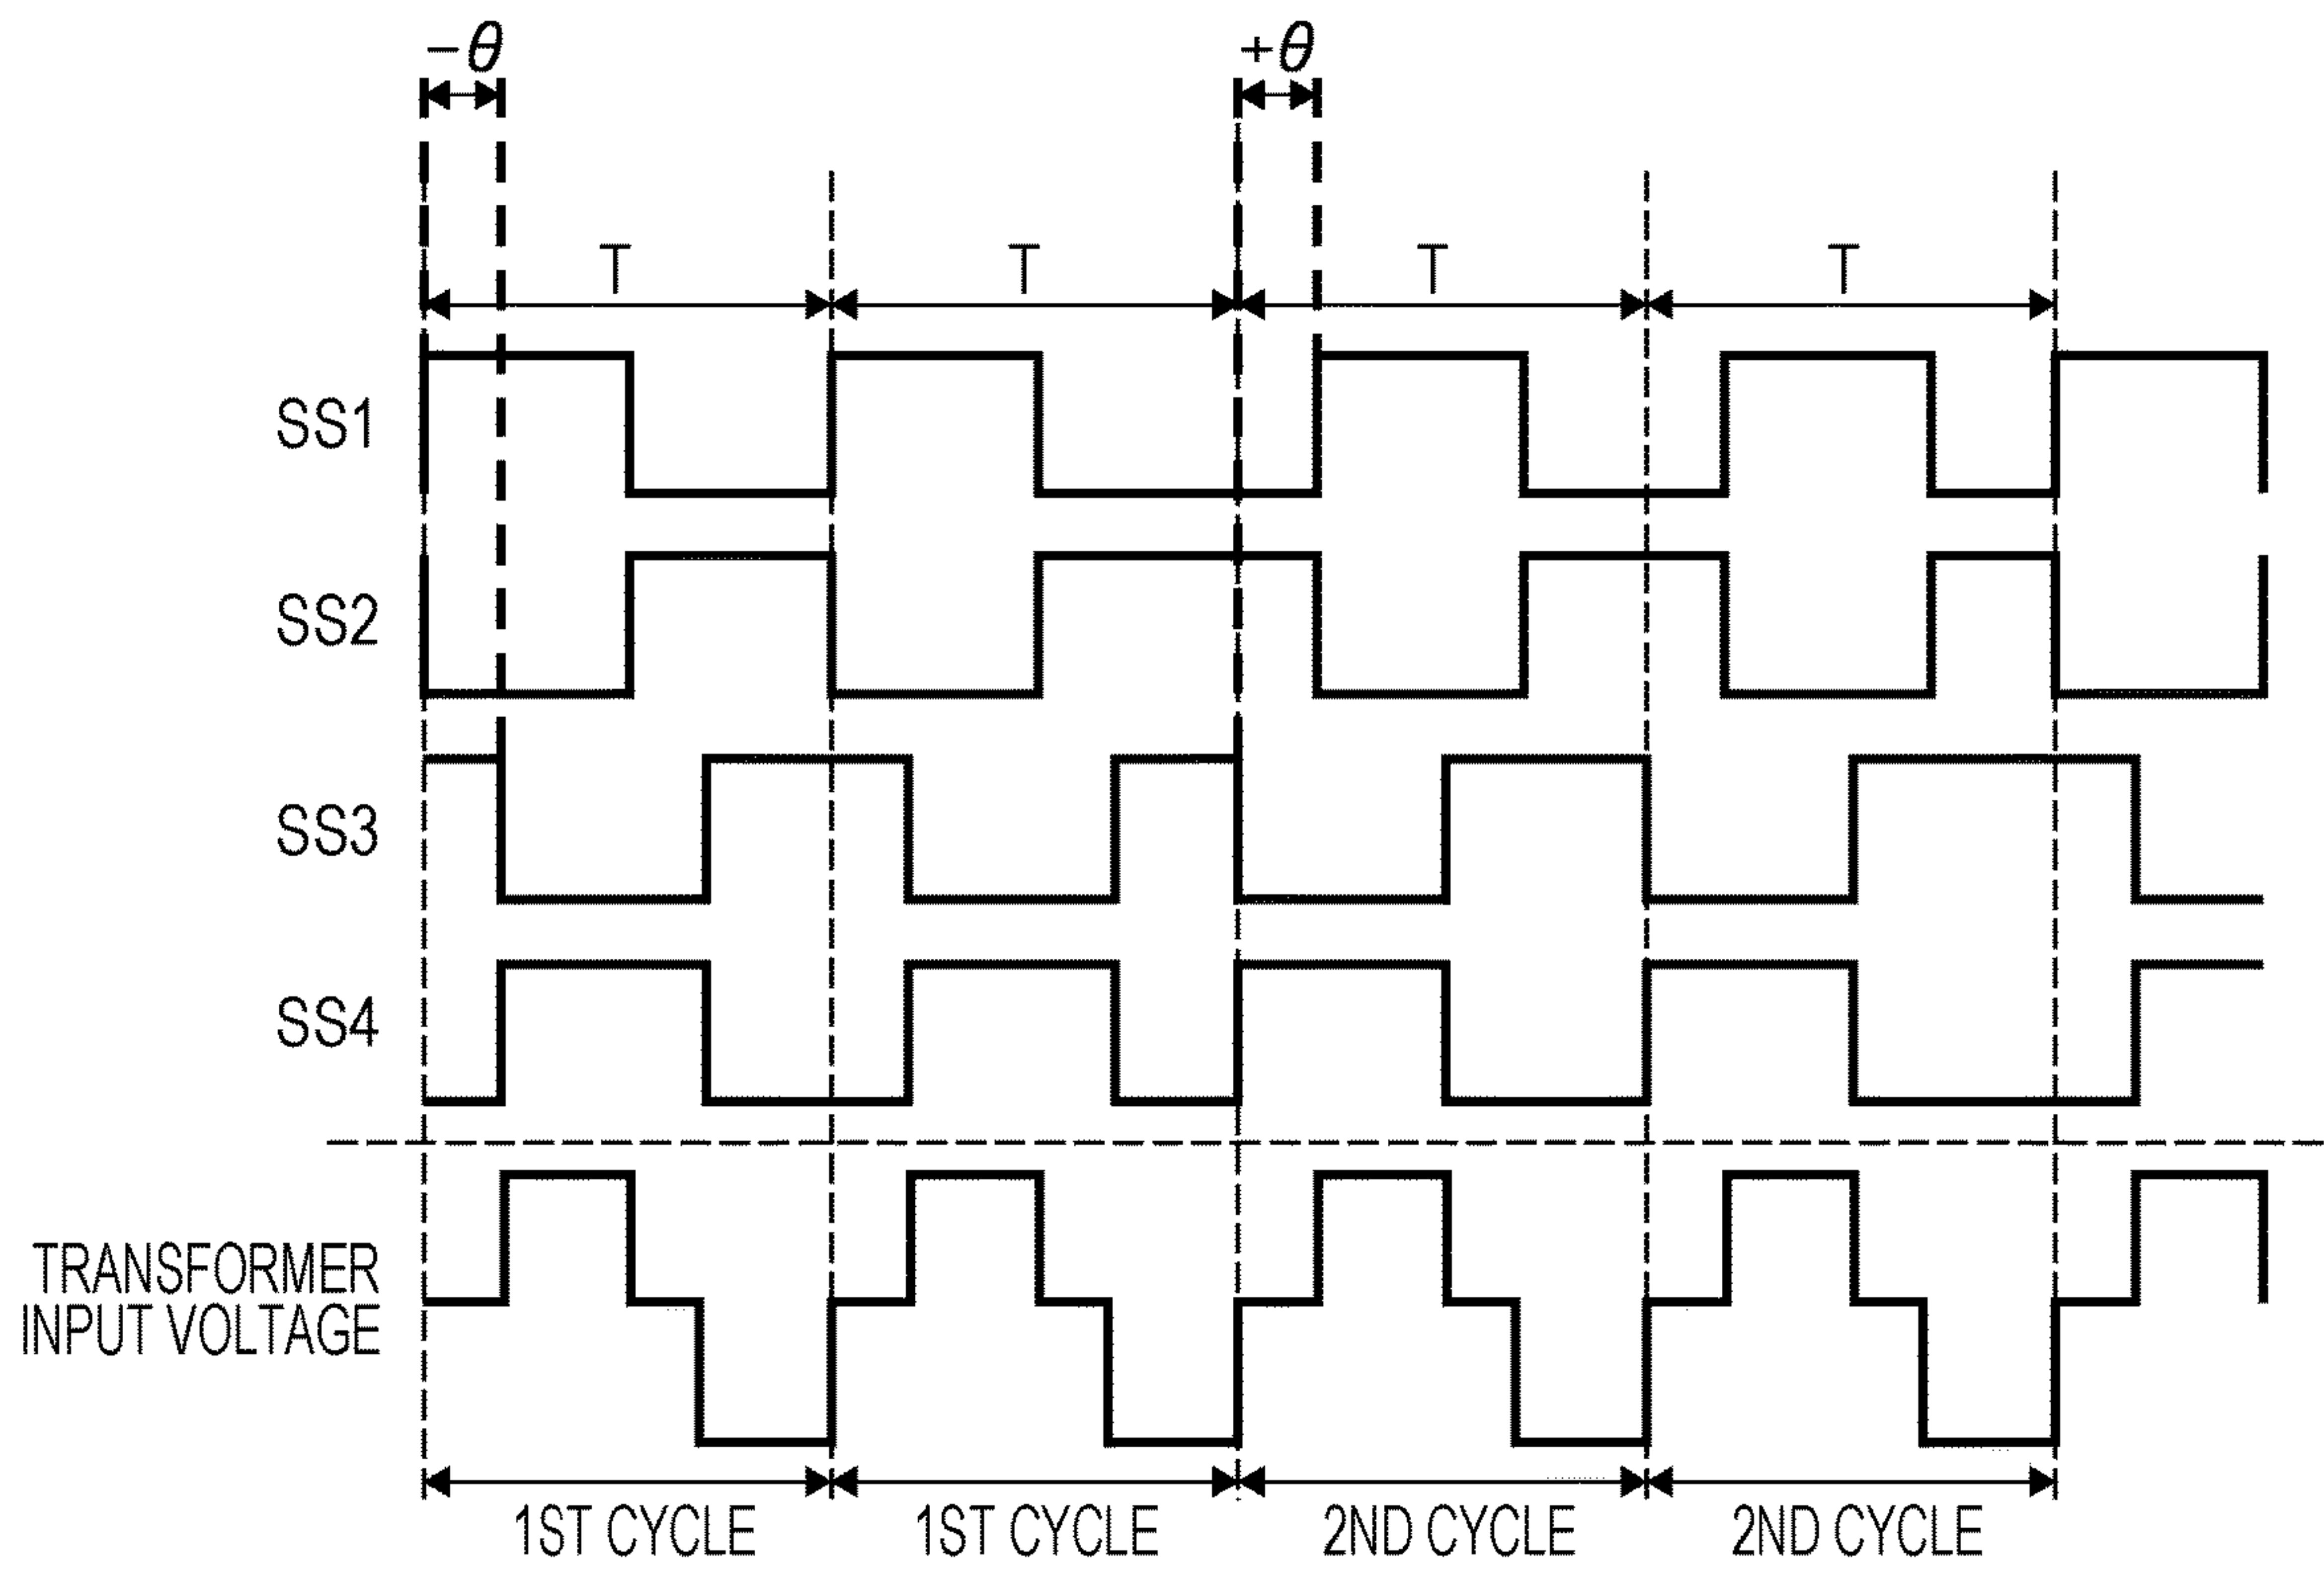 −θ +θ
T T T T
SS1
SS2
SS3
SS4
TRANSFORMER
INPUT VOLTAGE
1ST CYCLE 1ST CYCLE 2ND CYCLE 2ND CYCLE